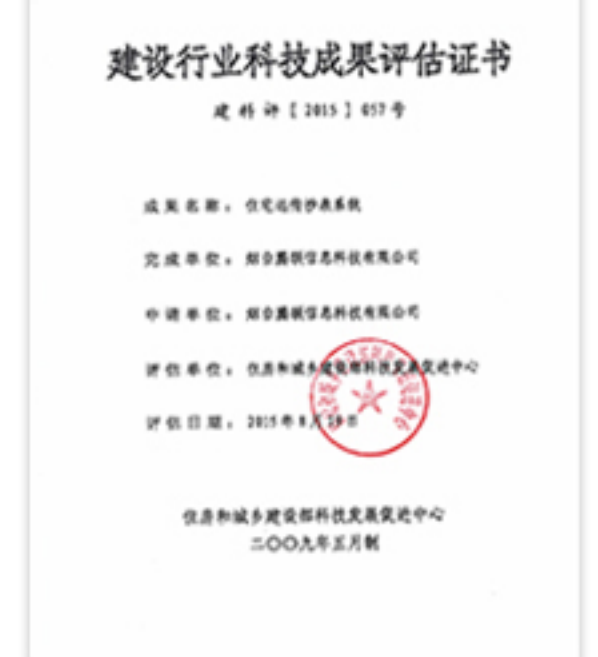 建设行业科技成果评估证书
建科评［2015］057号
成果名称：住宅远传抄表系统
完成单位：烟台 信息科技有限公司
申请单位：烟台 信息科技有限公司
评估单位：住房和城乡建设部科技发展促进中心
评估日期：2015年8月 日
住房和城乡建设部科技发展促进中心
二〇〇九年五月制